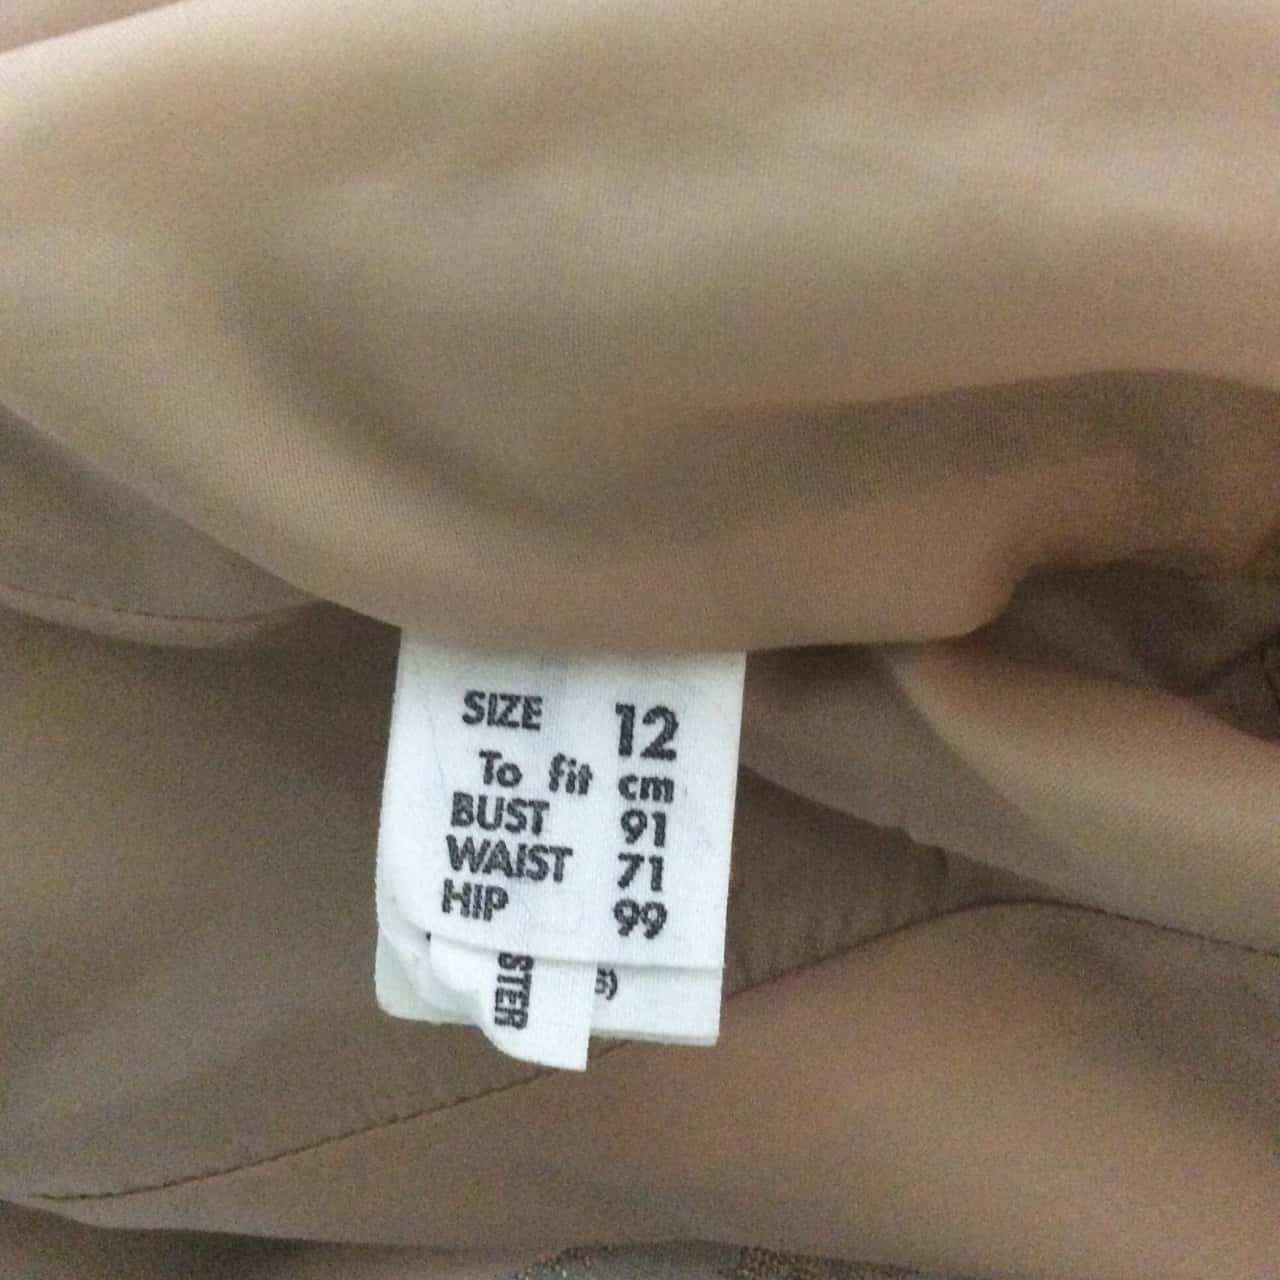 SIZE 12
To fit cm
BUST 91
WAIST 71
HIP 99
STER